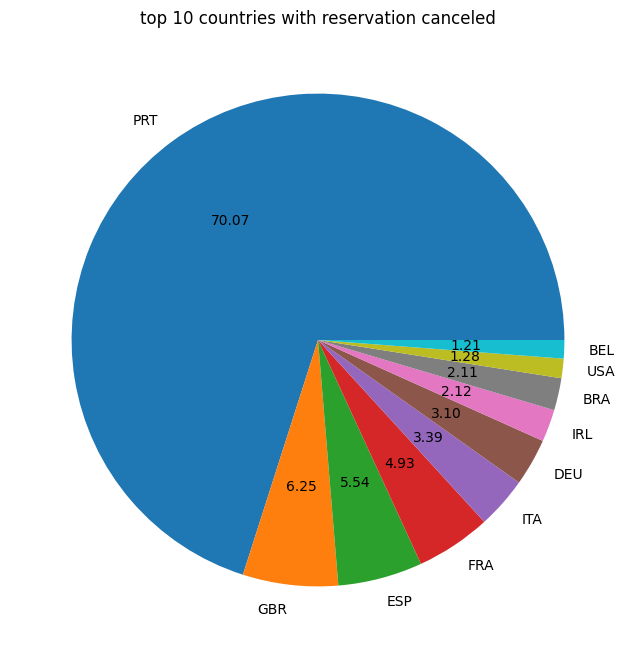 top 10 countries with reservation canceled
PRT
70.07
1.21
BEL
1.28
USA
2.11
BRA
2.12
IRL
3.10
DEU
3.39
ITA
4.93
FRA
5.54
ESP
6.25
GBR